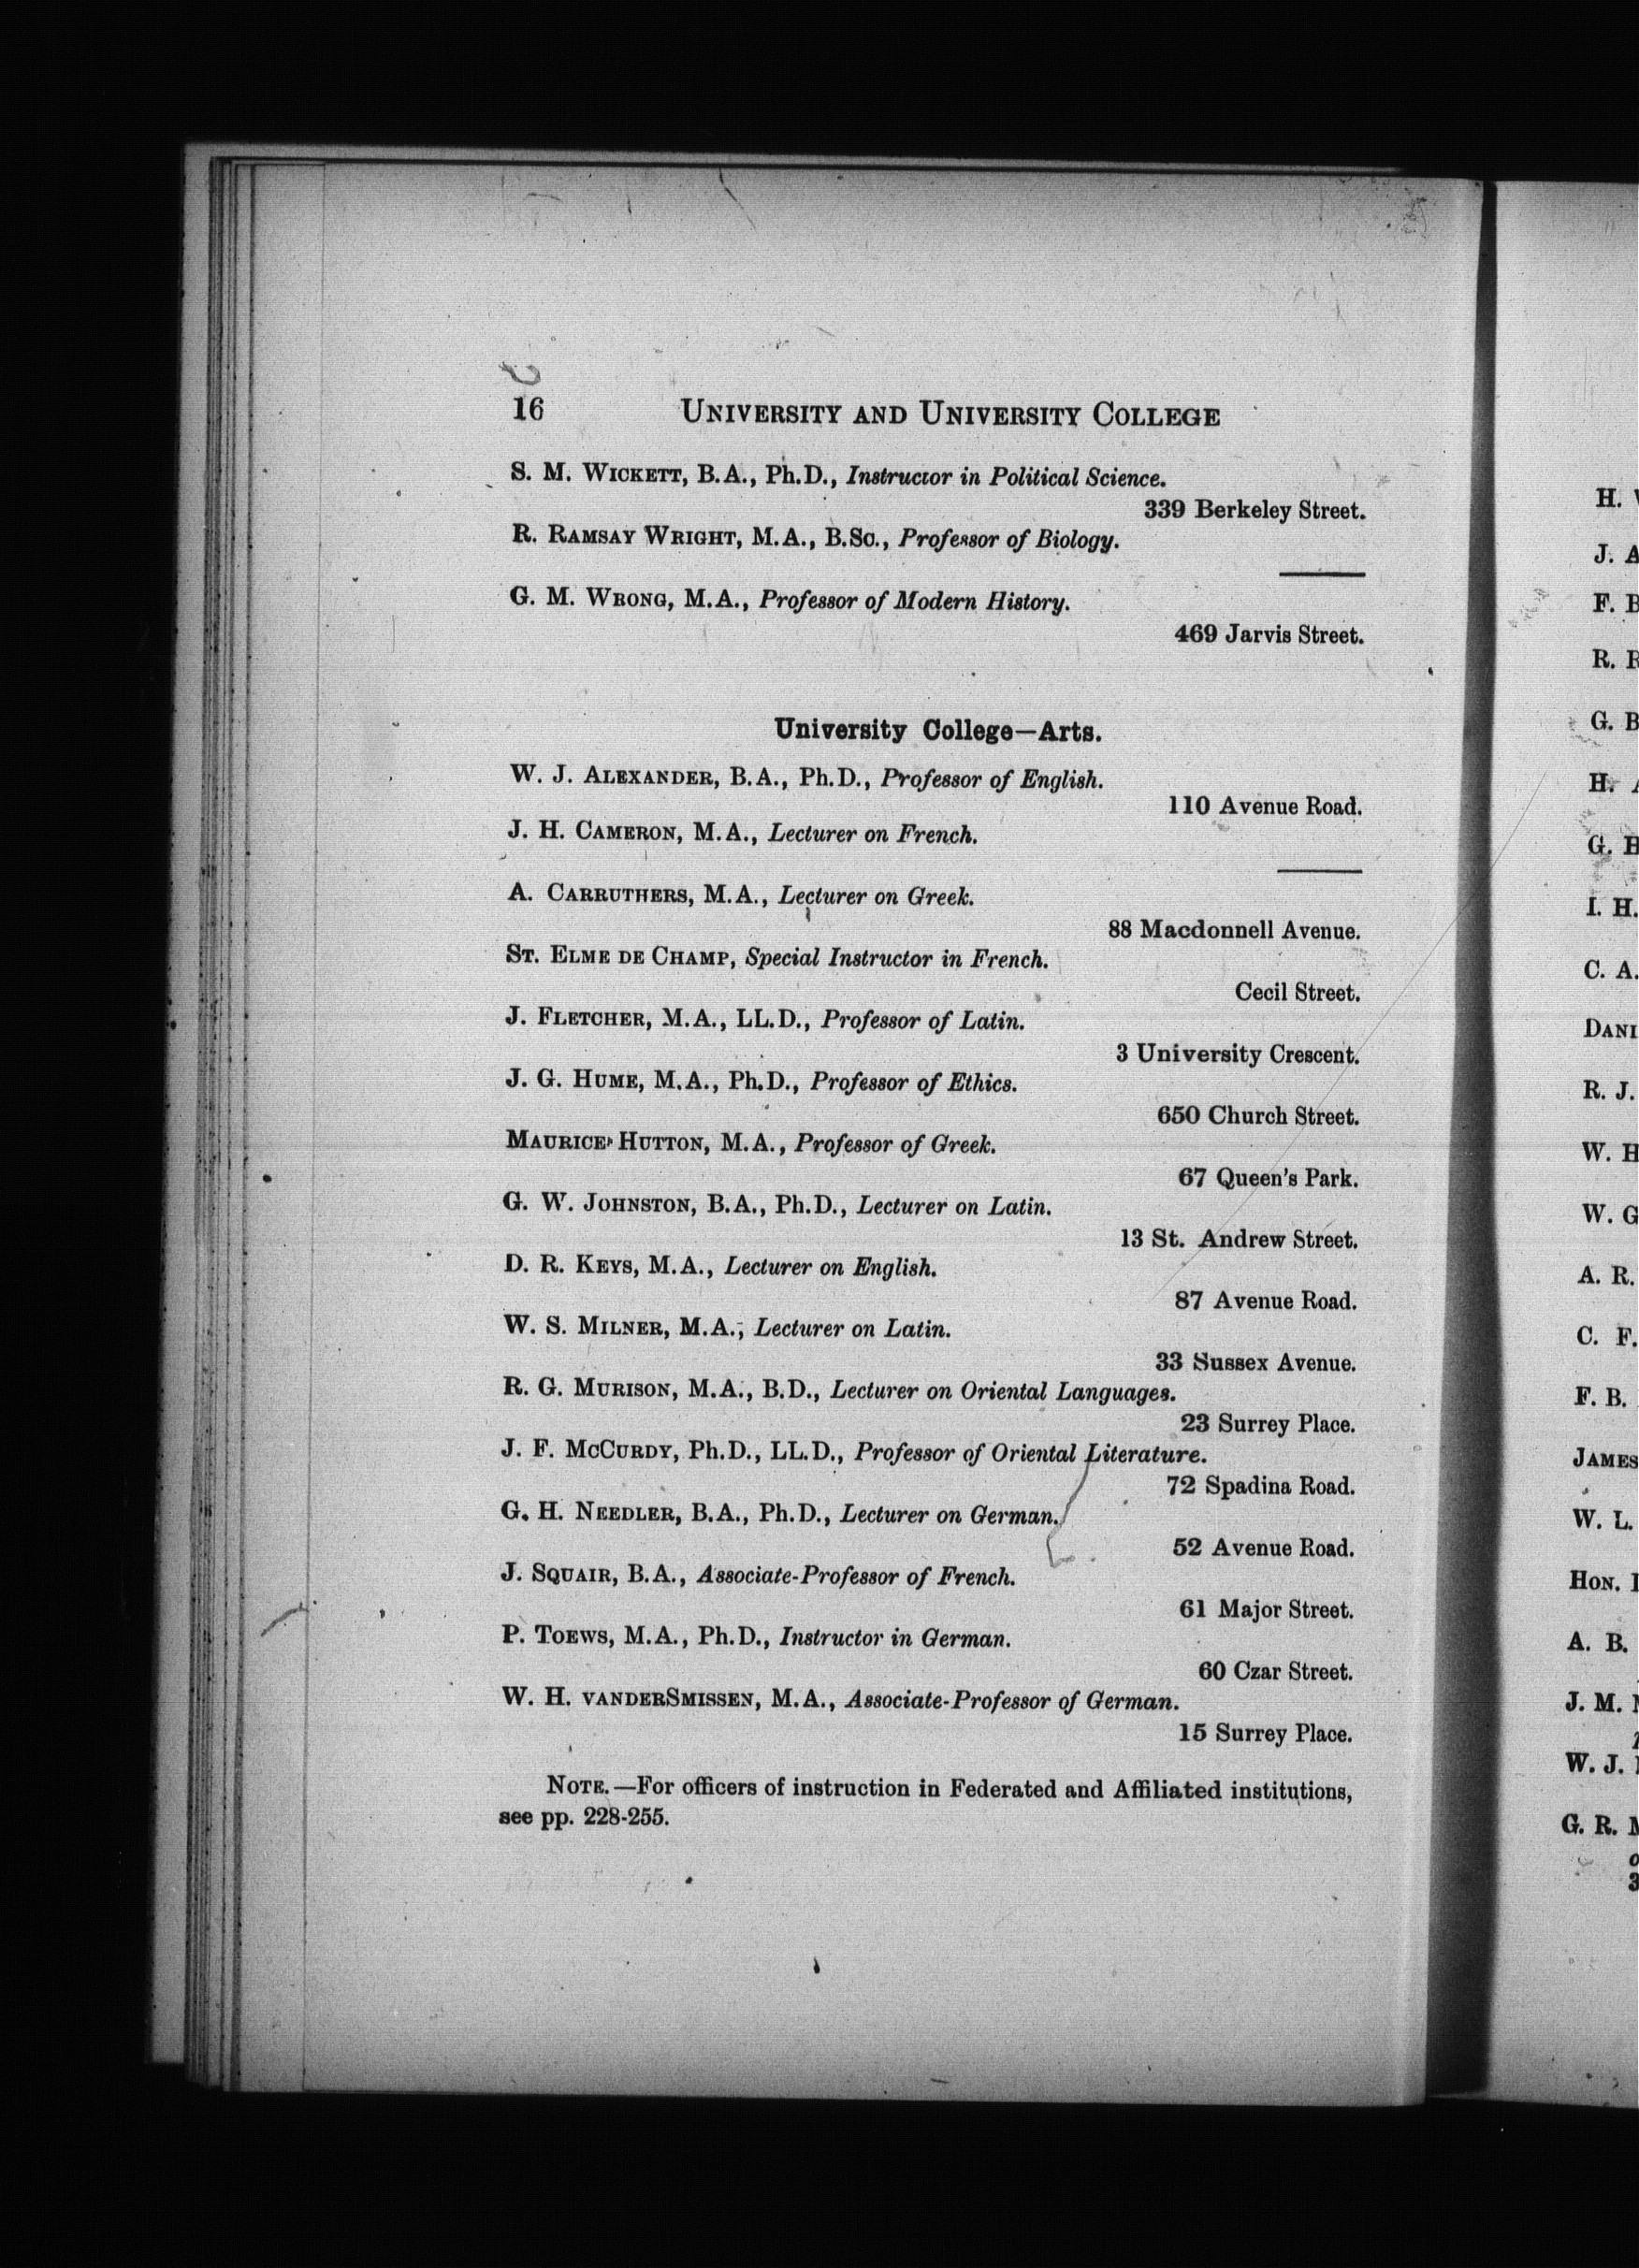 16 UNIVERSITY AND UNIVERSITY COLLEGE
S. M. WICKETT, B.A., Ph.D., Instructor in Political Science.
339 Berkeley Street.
R. RAMSAY WRIGHT, M.A., B.Sc., Professor of Biology.
G. M. WRONG, M.A., Professor of Modern History.
469 Jarvis Street.
University College—Arts.
W. J. ALEXANDER, B.A., Ph.D., Professor of English.
110 Avenue Road.
J. H. CAMERON, M.A., Lecturer on French.
A. CARRUTHERS, M.A., Lecturer on Greek.
88 Macdonnell Avenue.
ST. ELME DE CHAMP, Special Instructor in French.
Cecil Street.
J. FLETCHER, M.A., LL.D., Professor of Latin.
3 University Crescent.
J. G. HUME, M.A., Ph.D., Professor of Ethics.
650 Church Street.
MAURICE HUTTON, M.A., Professor of Greek.
67 Queen's Park.
G. W. JOHNSTON, B.A., Ph.D., Lecturer on Latin.
13 St. Andrew Street.
D. R. KEYS, M.A., Lecturer on English.
87 Avenue Road.
W. S. MILNER, M.A., Lecturer on Latin.
33 Sussex Avenue.
R. G. MURISON, M.A., B.D., Lecturer on Oriental Languages.
23 Surrey Place.
J. F. MCCURDY, Ph.D., LL.D., Professor of Oriental Literature.
72 Spadina Road.
G. H. NEEDLER, B.A., Ph.D., Lecturer on German.
52 Avenue Road.
J. SQUAIR, B.A., Associate-Professor of French.
61 Major Street.
P. TOEWS, M.A., Ph.D., Instructor in German.
60 Czar Street.
W. H. VANDERSMISSEN, M.A., Associate-Professor of German.
15 Surrey Place.
NOTE.—For officers of instruction in Federated and Affiliated institutions,
see pp. 228-255.
H.
J. A
F. B
R.
G. B
H.
G.
I. H.
C. A.
DANI
R. J.
W. H
W. G
A. R.
C. F.
F. B.
JAMES
W. L.
HON.
A. B.
J. M.
W. J.
G. R.